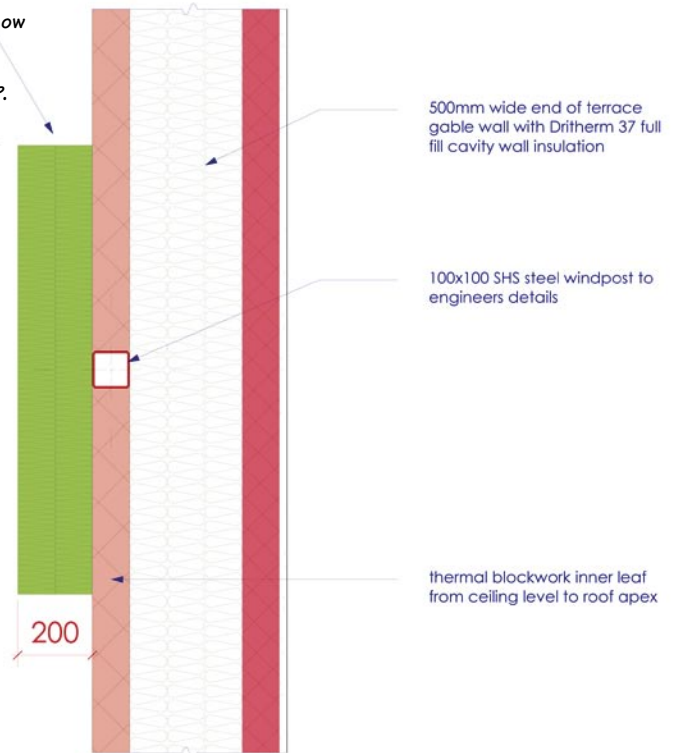 ow
?.
500mm wide end of terrace
gable wall with Dritherm 37 full
fill cavity wall insulation
100x100 SHS steel windpost to
engineers details
thermal blockwork inner leaf
from ceiling level to roof apex
200